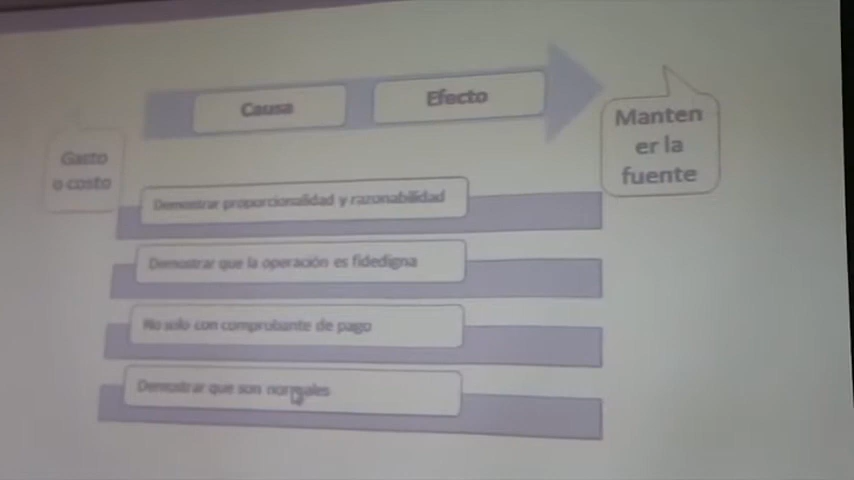 Causa
Efecto
Manten
er la
fuente
Gasto
o costo
Demostrar proporcionalidad y razonabilidad
Demostrar que la operación es fidedigna
No solo con comprobante de pago
Demostrar que son normales